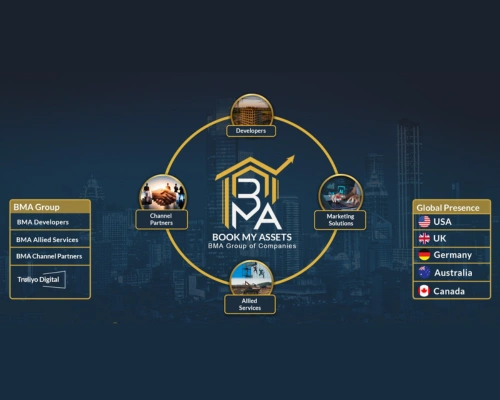 Developers
BMA Group
BMA Developers
BMA Allied Services
BMA Channel Partners
Treliyo Digital
Channel
Partners
BMA
BOOK MY ASSETS
BMA Group of Companies
Marketing
Solutions
Allied
Services
Global Presence
USA
UK
Germany
Australia
Canada